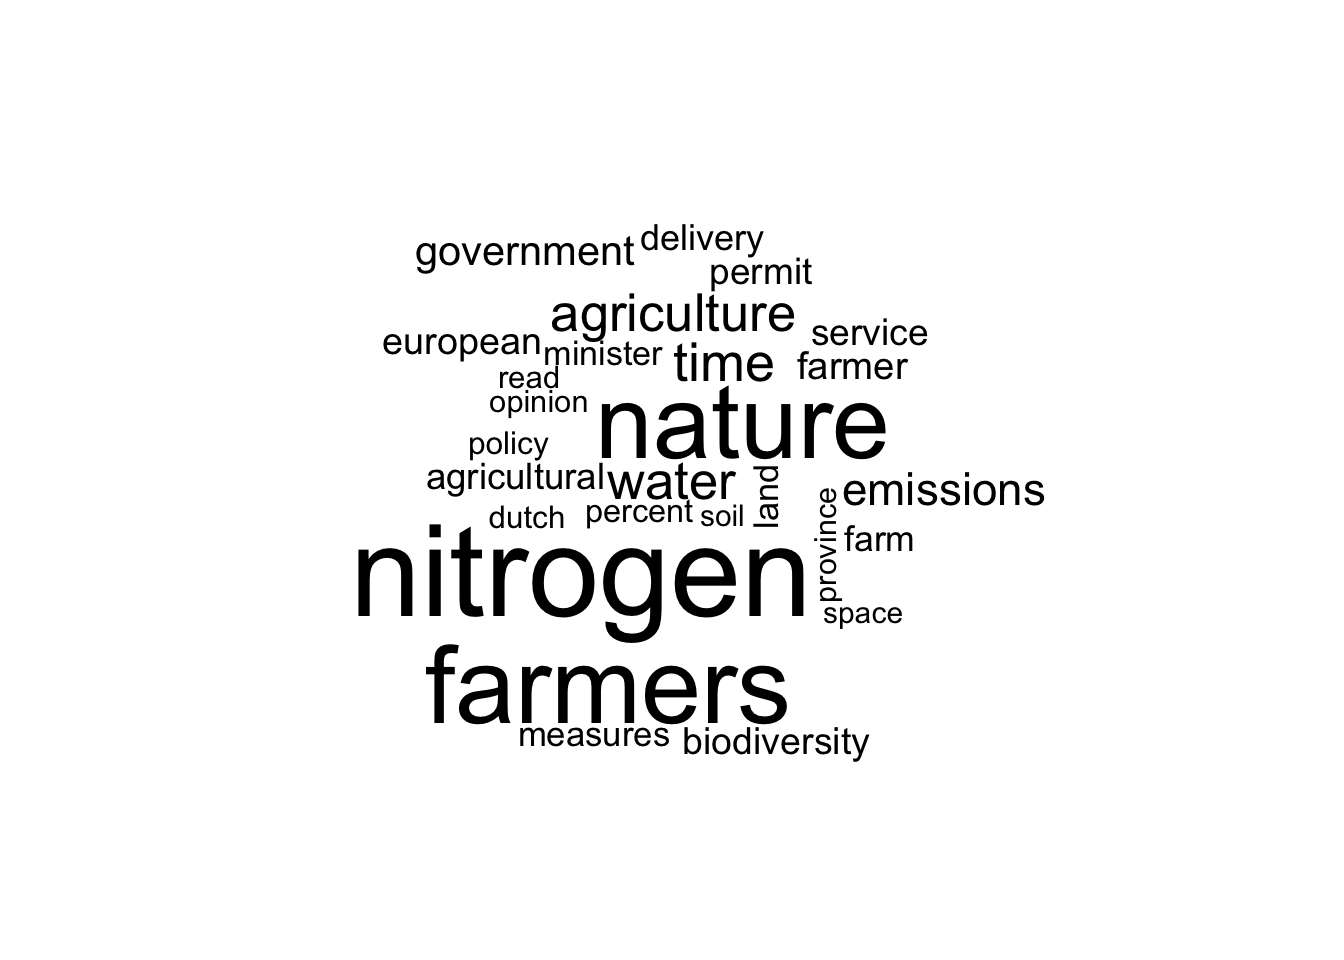 government delivery
permit
agriculture
european minister time service
farmer
read
opinion nature
policy
agricultural water land emissions
dutch percent soil province farm
nitrogen space
farmers
measures biodiversity